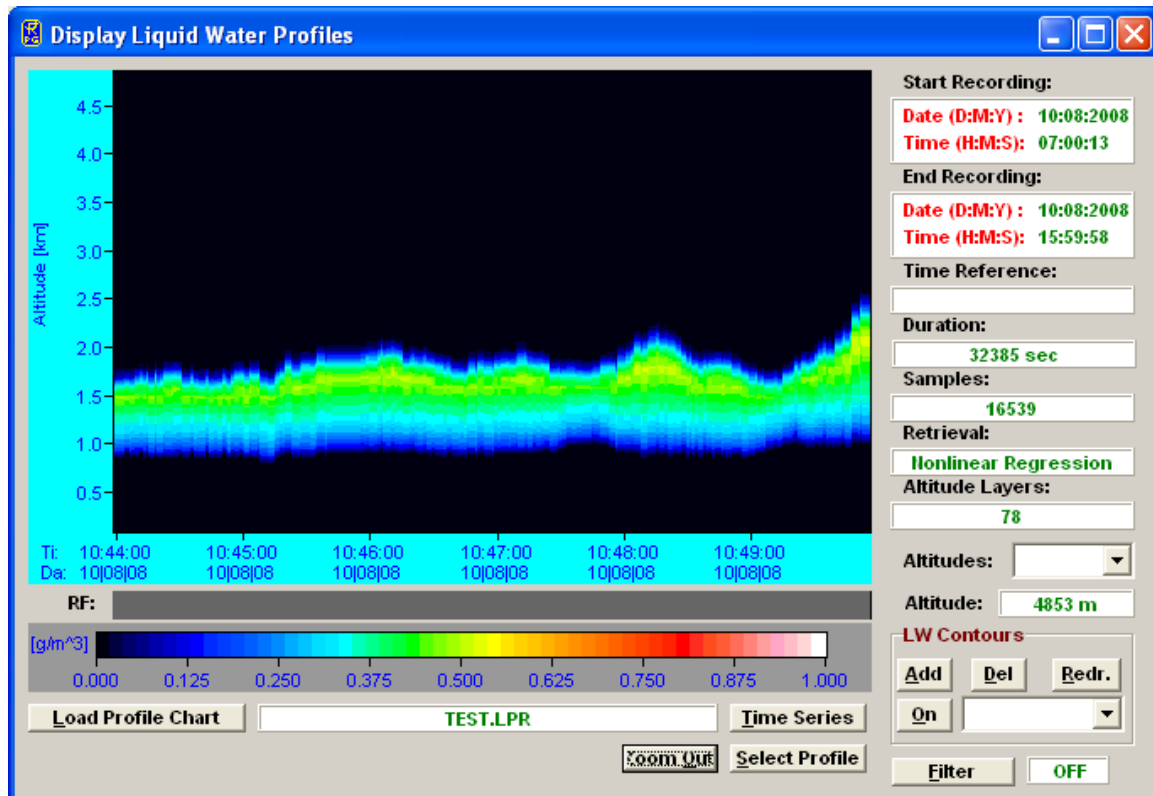 Display Liquid Water Profiles
Altitude [km]
4.5
4.0
3.5
3.0
2.5
2.0
1.5
1.0
0.5
Ti: 10:44:00 10:45:00 10:46:00 10:47:00 10:48:00 10:49:00
Da: 10|08|08 10|08|08 10|08|08 10|08|08 10|08|08 10|08|08
RF:
[g/m^3]
0.000 0.125 0.250 0.375 0.500 0.625 0.750 0.875 1.000
Load Profile Chart TEST.LPR Time Series
Zoom Out Select Profile
Start Recording:
Date (D:M:Y) : 10:08:2008
Time (H:M:S): 07:00:13
End Recording:
Date (D:M:Y) : 10:08:2008
Time (H:M:S): 15:59:58
Time Reference:
Duration:
32385 sec
Samples:
16539
Retrieval:
Nonlinear Regression
Altitude Layers:
78
Altitudes:
Altitude: 4853 m
LW Contours
Add Del Redr.
On
Filter OFF